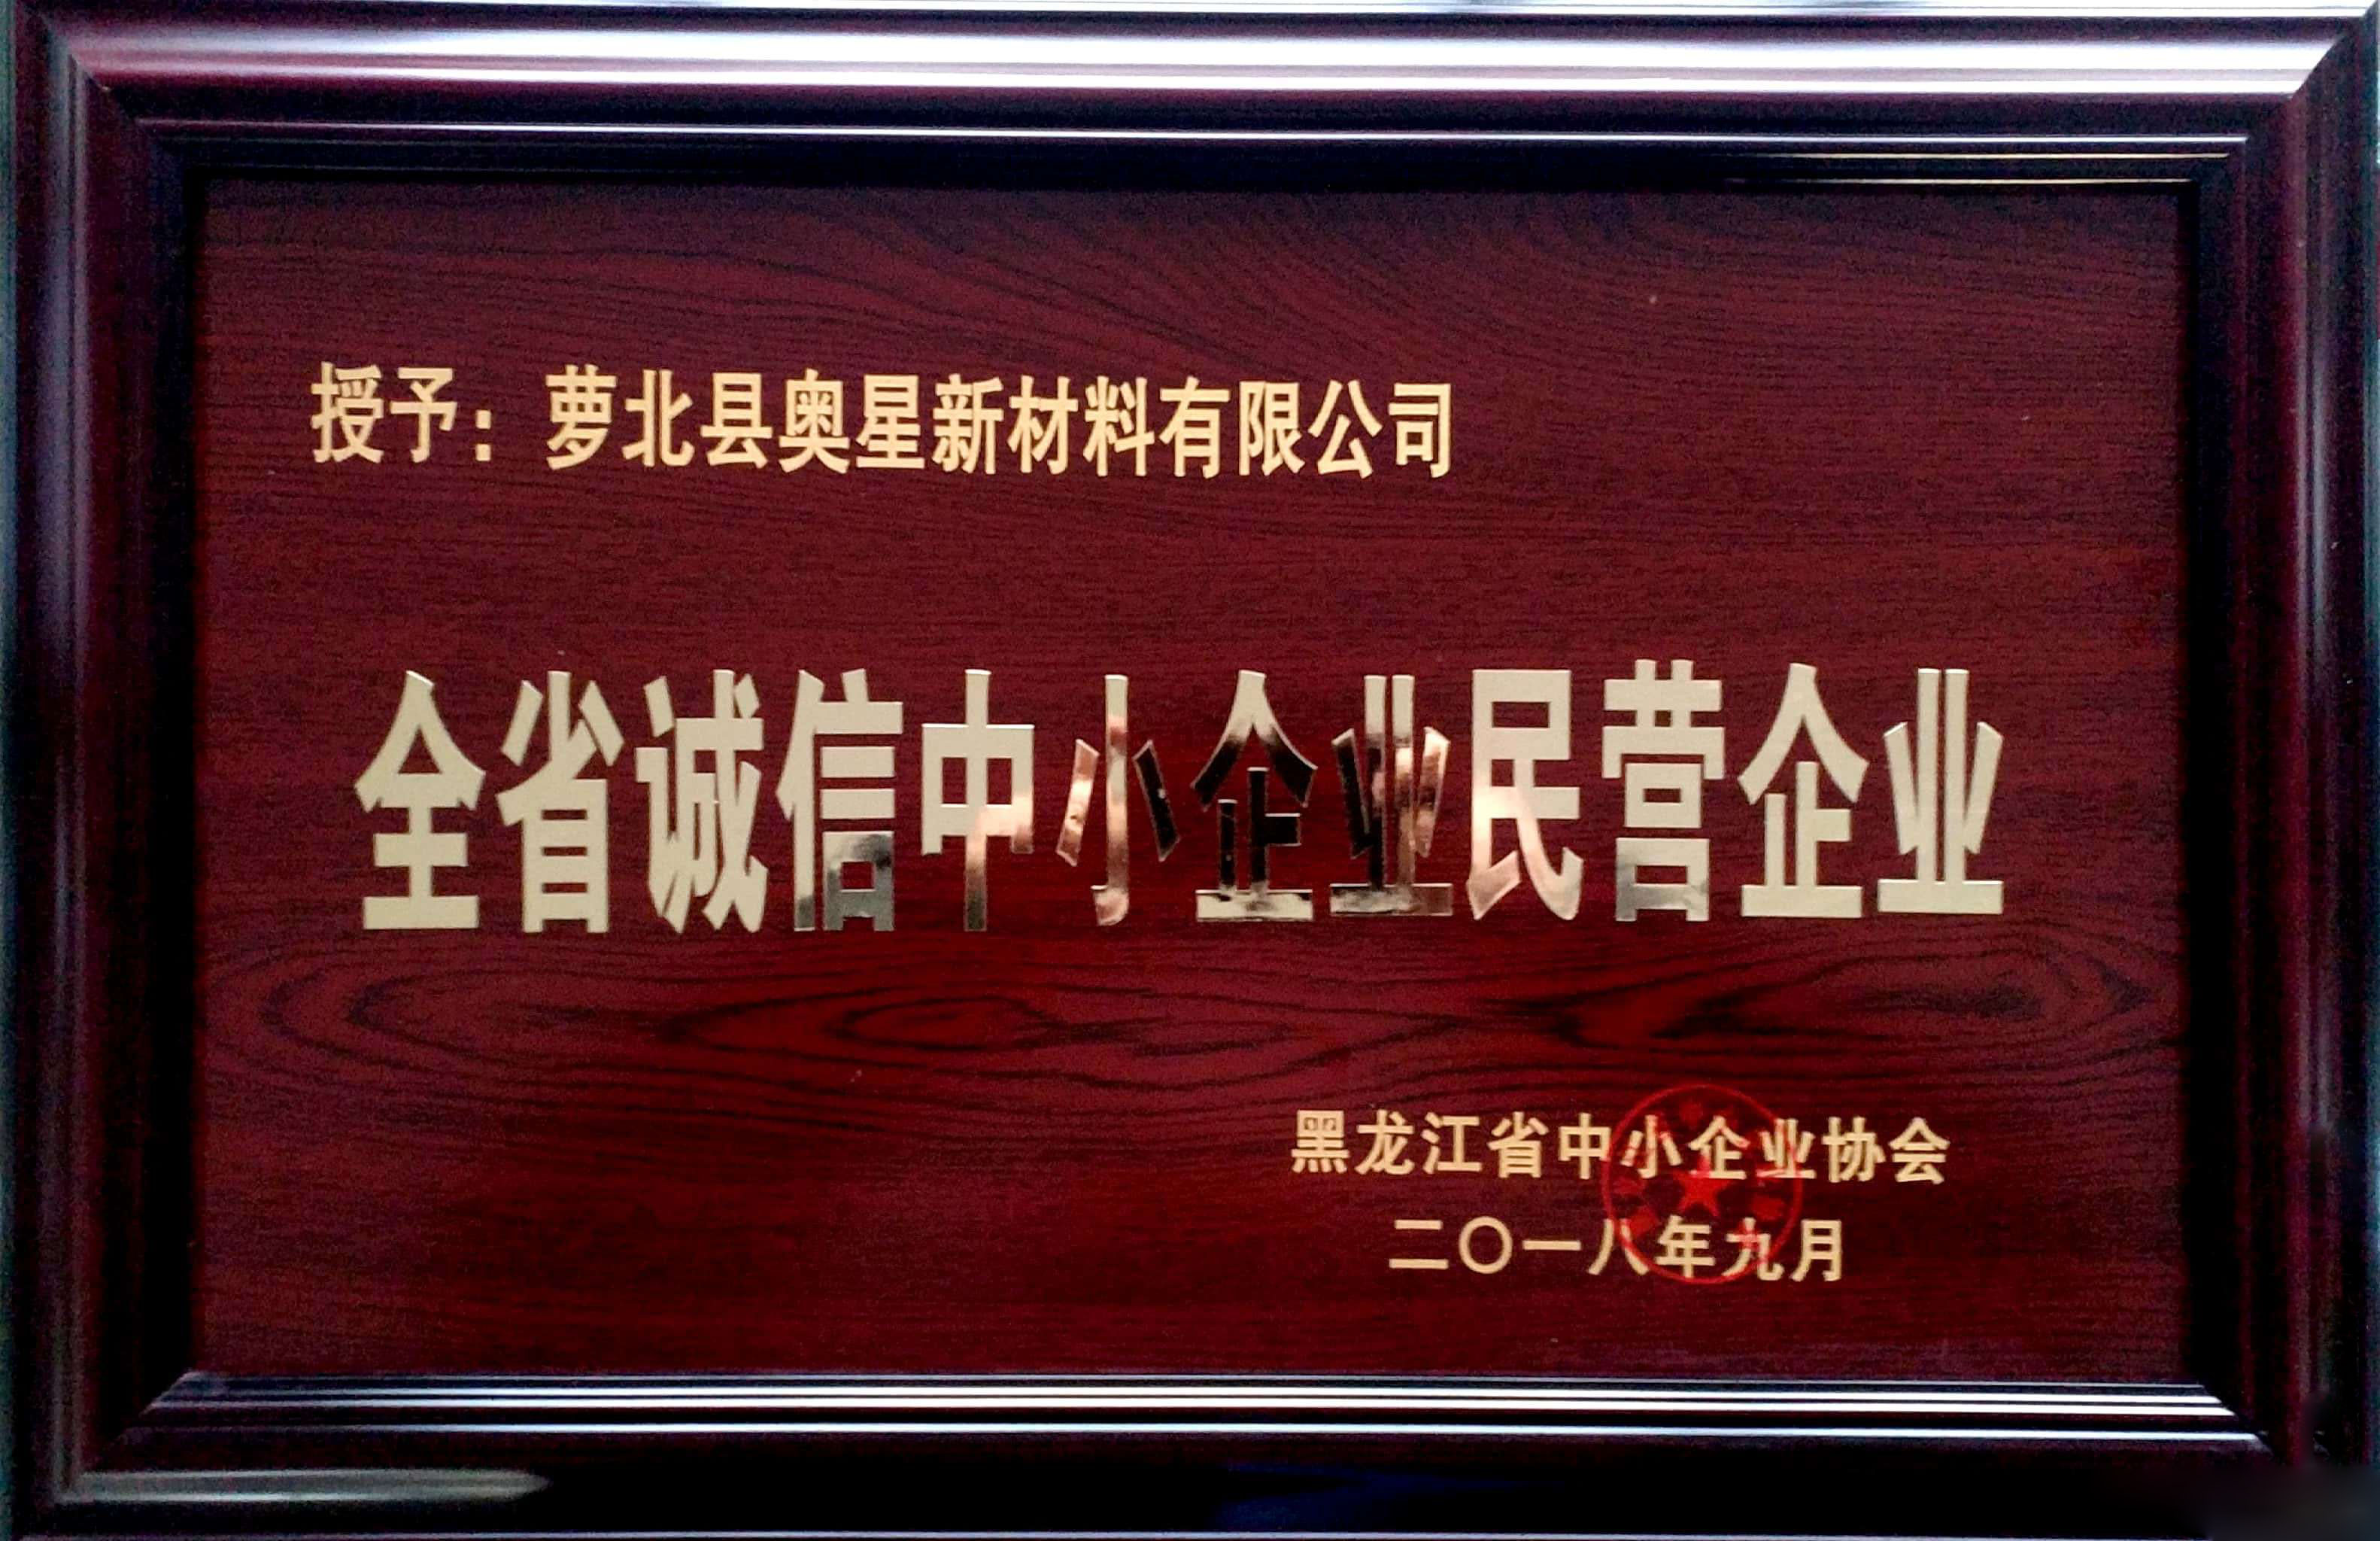 授予：萝北县奥星新材料有限公司
全省诚信中小企业民营企业
黑龙江省中小企业协会
二〇一八年九月